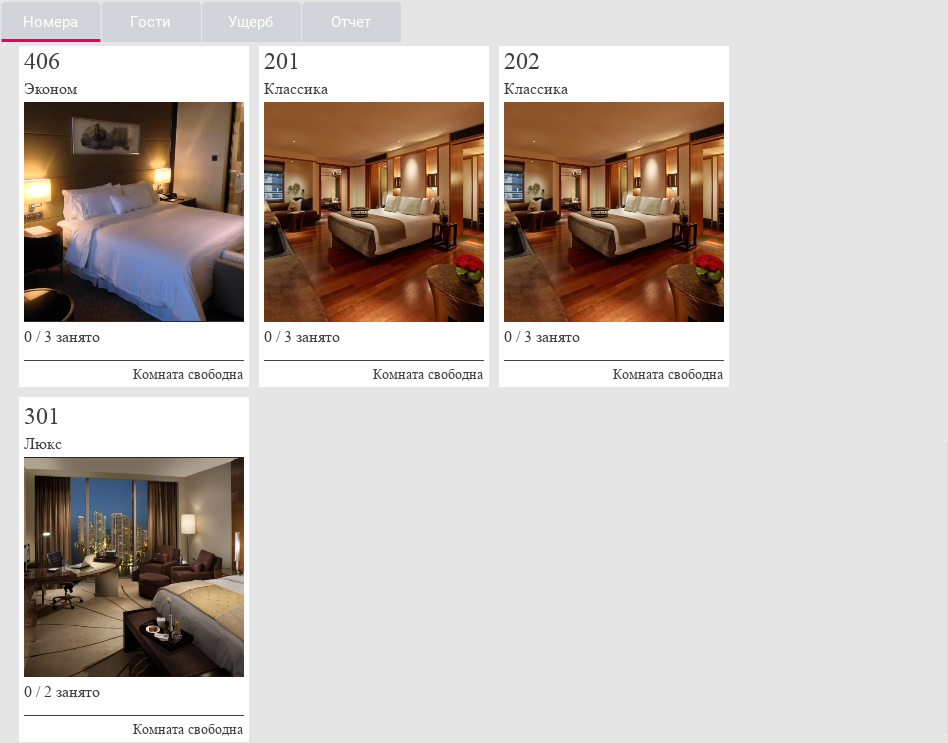 Номера Гости Ущерб Отчет
406
Эконом
0 / 3 занято
Комната свободна
201
Классика
0 / 3 занято
Комната свободна
202
Классика
0 / 3 занято
Комната свободна
301
Люкс
0 / 2 занято
Комната свободна